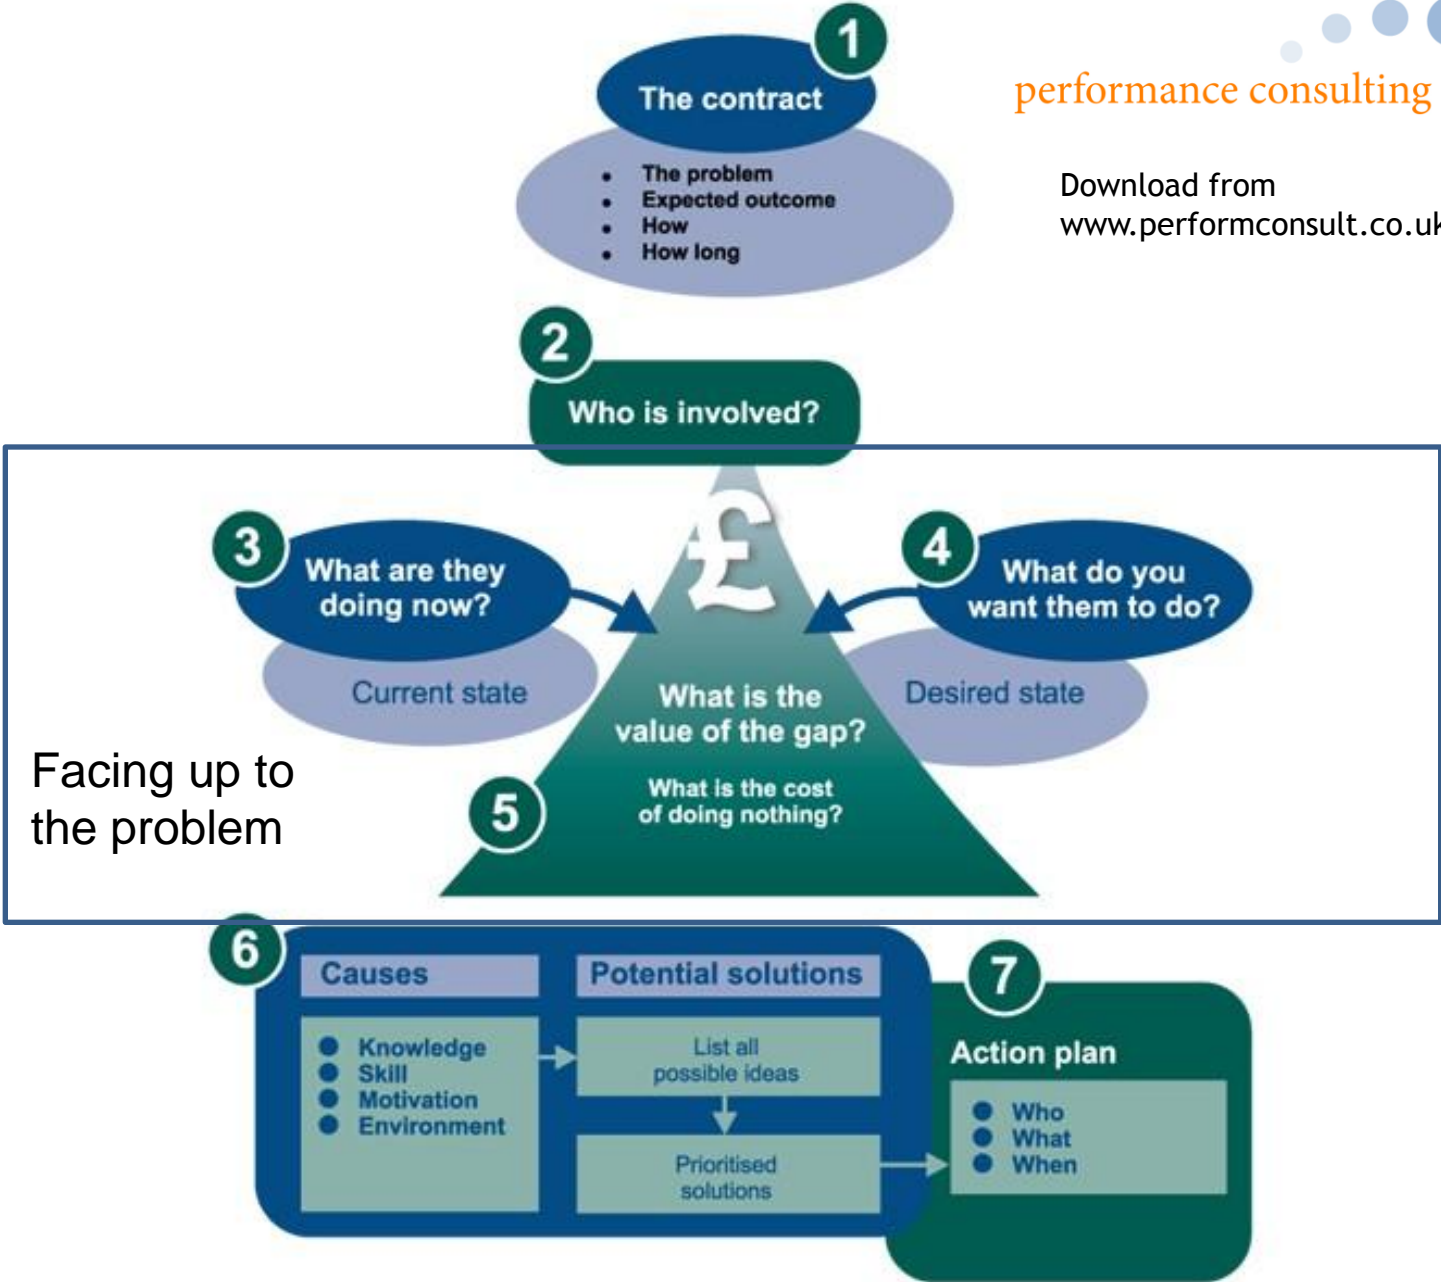 performance consulting
Download from
www.performconsult.co.uk
1
The contract
• The problem
• Expected outcome
• How
• How long
2
Who is involved?
£
3
What are they
doing now?
Current state
4
What do you
want them to do?
Desired state
What is the
value of the gap?
What is the cost
of doing nothing?
5
Facing up to
the problem
6
Causes
● Knowledge
● Skill
● Motivation
● Environment
Potential solutions
List all
possible ideas
Prioritised
solutions
7
Action plan
● Who
● What
● When